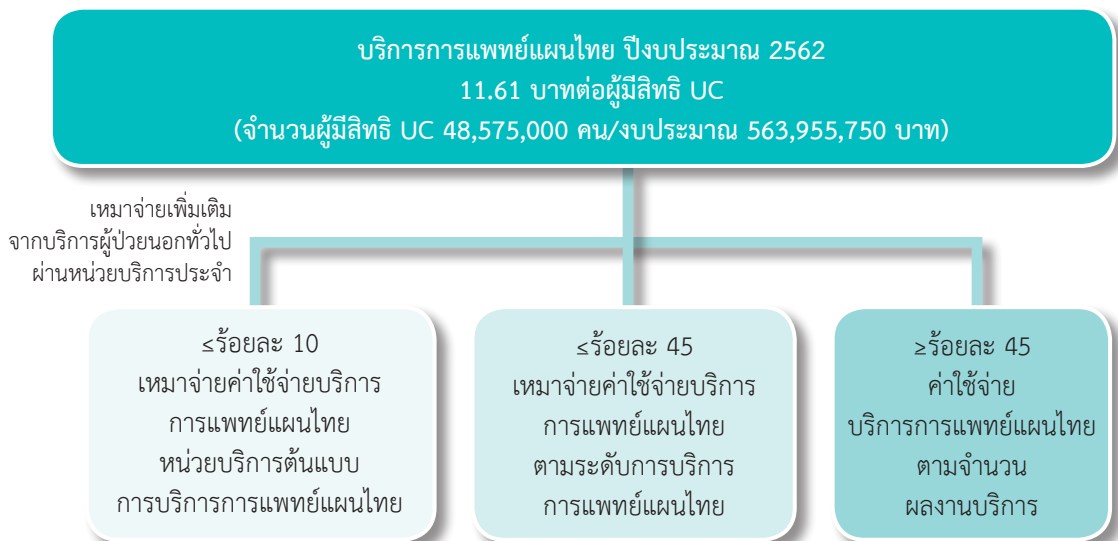 บริการการแพทย์แผนไทย ปีงบประมาณ 2562
11.61 บาทต่อผู้มีสิทธิ UC
(จำนวนผู้มีสิทธิ UC 48,575,000 คน/งบประมาณ 563,955,750 บาท)
เหมาจ่ายเพิ่มเติม
จากบริการผู้ป่วยนอกทั่วไป
ผ่านหน่วยบริการประจำ
≤ร้อยละ 10
เหมาจ่ายค่าใช้จ่ายบริการ
การแพทย์แผนไทย
หน่วยบริการต้นแบบ
การบริการการแพทย์แผนไทย
≤ร้อยละ 45
เหมาจ่ายค่าใช้จ่ายบริการ
การแพทย์แผนไทย
ตามระดับการบริการ
การแพทย์แผนไทย
≥ร้อยละ 45
ค่าใช้จ่าย
บริการการแพทย์แผนไทย
ตามจำนวน
ผลงานบริการ